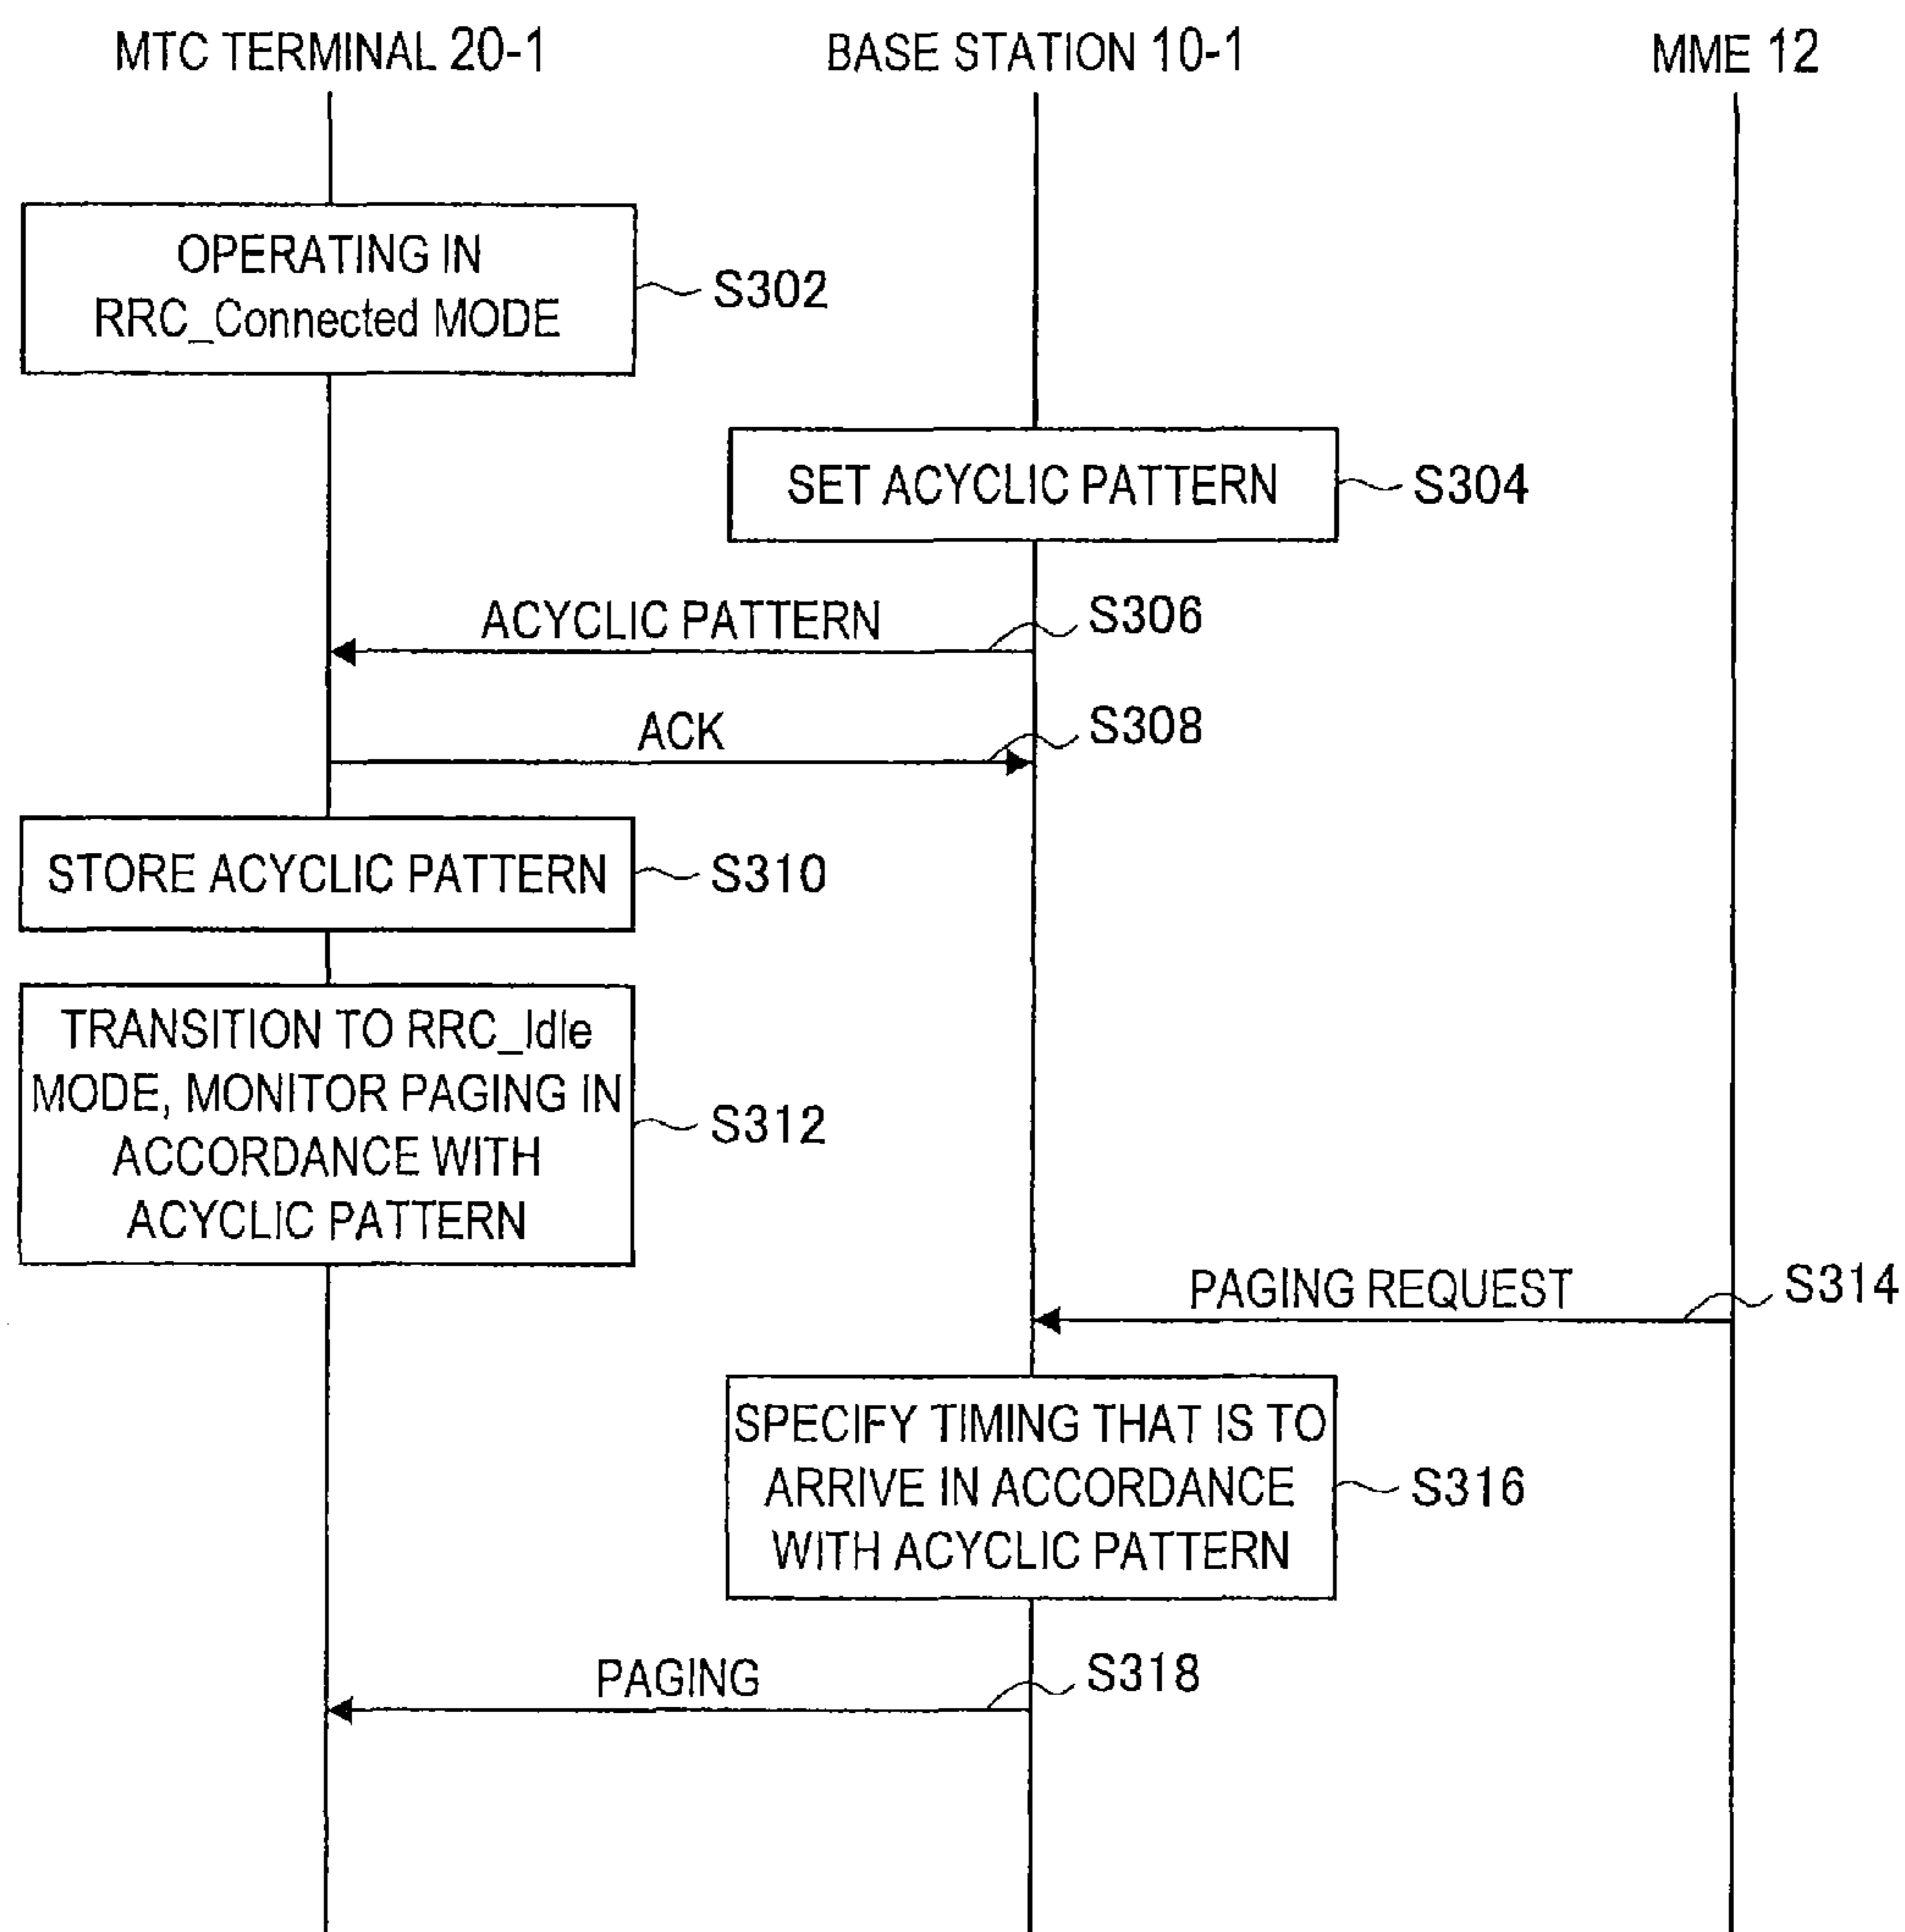 MTC TERMINAL 20-1
BASE STATION 10-1
MME 12
OPERATING IN
RRC_Connected MODE
S302
SET ACYCLIC PATTERN
S304
ACYCLIC PATTERN
S306
ACK
S308
STORE ACYCLIC PATTERN
S310
TRANSITION TO RRC_Idle
MODE, MONITOR PAGING IN
ACCORDANCE WITH
ACYCLIC PATTERN
S312
PAGING REQUEST
S314
SPECIFY TIMING THAT IS TO
ARRIVE IN ACCORDANCE
WITH ACYCLIC PATTERN
S316
PAGING
S318